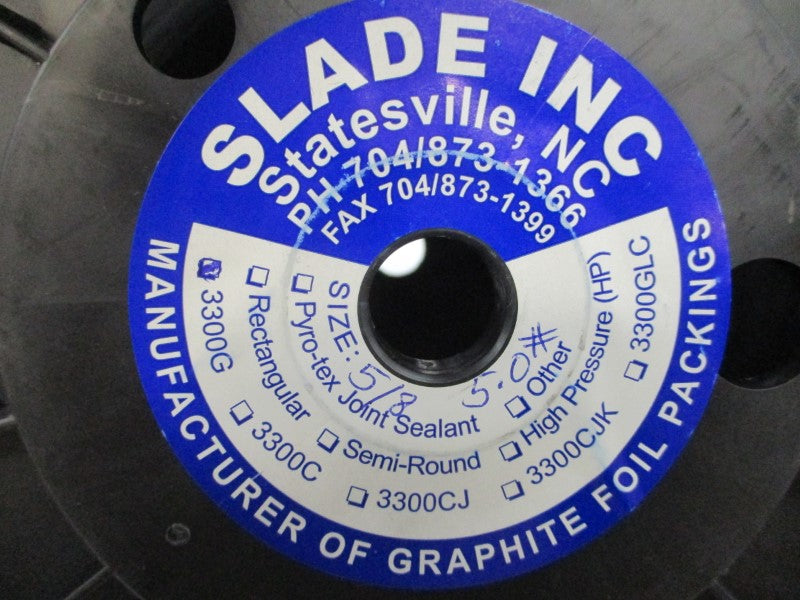 SLADE INC
Statesville, NC
PH 704/873-1366
FAX 704/873-1399
SIZE: 5/8 5.0#
Pyro-tex Joint Sealant
Other
Rectangular
Semi-Round
High Pressure (HP)
3300G
3300C
3300CJ
3300CJK
3300GLC
MANUFACTURER OF GRAPHITE FOIL PACKINGS